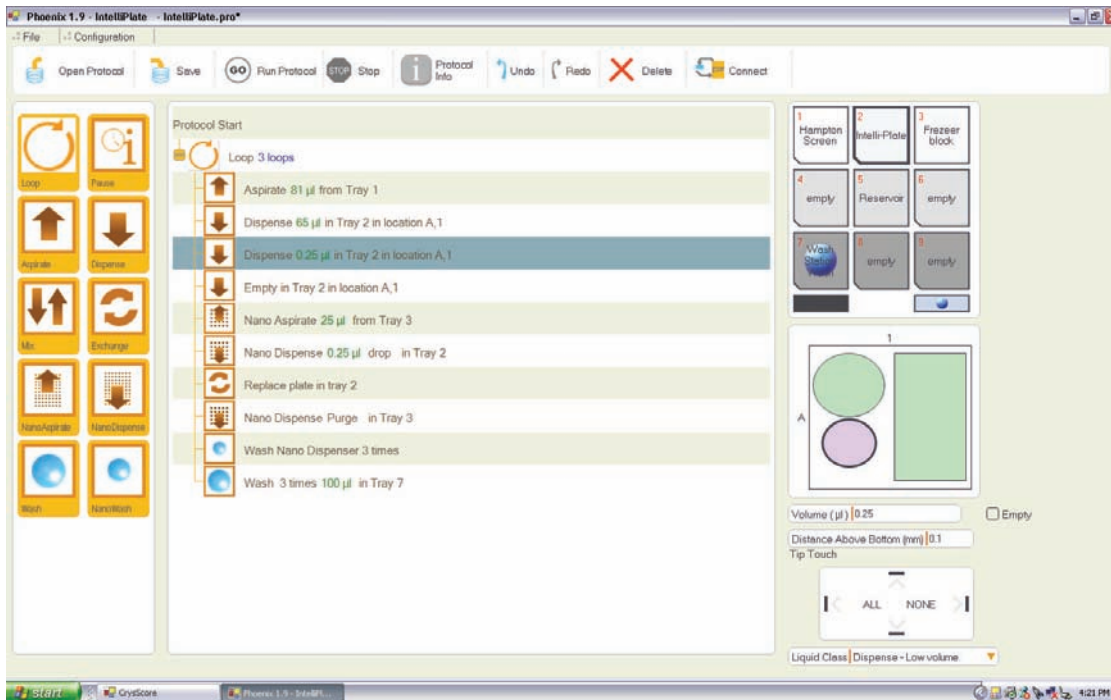 Phoenix 1.9 - IntelliPlate - IntelliPlate.pro*
File Configuration
Open Protocol Save GO Run Protocol STOP Stop i Protocol Info Undo Redo Delete Connect
Loop Pause
Aspirate Dispense
Mix Exchange
NanoAspirate NanoDispense
Wash NanoWash
Protocol Start
Loop 3 loops
Aspirate 81 µl from Tray 1
Dispense 65 µl in Tray 2 in location A,1
Dispense 0.25 µl in Tray 2 in location A,1
Empty in Tray 2 in location A,1
Nano Aspirate 25 µl from Tray 3
Nano Dispense 0.25 µl drop in Tray 2
Replace plate in tray 2
Nano Dispense Purge in Tray 3
Wash Nano Dispenser 3 times
Wash 3 times 100 µl in Tray 7
1 Hampton Screen
2 Intelli-Plate
3 Frezeer block
4 empty
5 Reservoir
6 empty
7 Wash Station
8 empty
9 empty
1
A
Volume (µl) 0.25 Empty
Distance Above Bottom (mm) 0.1
Tip Touch
ALL NONE
Liquid Class Dispense - Low volume
start CrysScore Phoenix 1.9 - IntelliPl... 4:21 PM